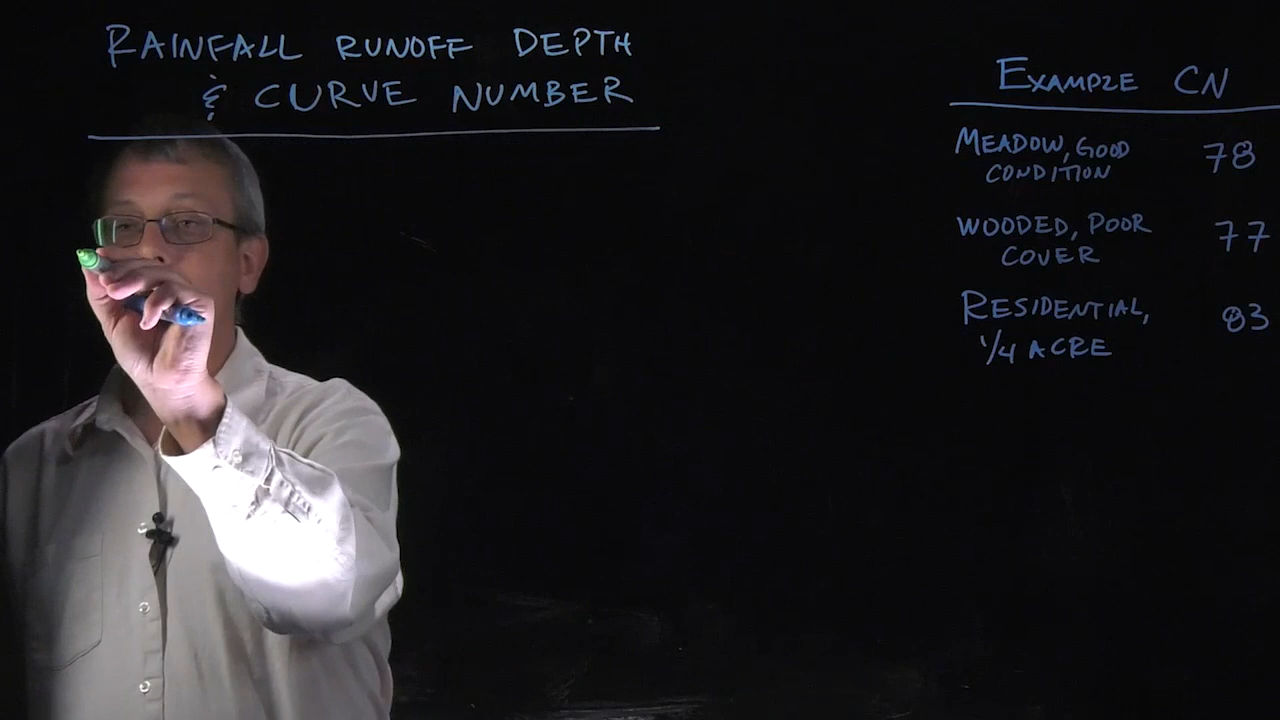 RAINFALL RUNOFF DEPTH
& CURVE NUMBER
EXAMPLE CN
MEADOW, GOOD
CONDITION 78
WOODED, POOR
COVER 77
RESIDENTIAL,
1/4 ACRE 83